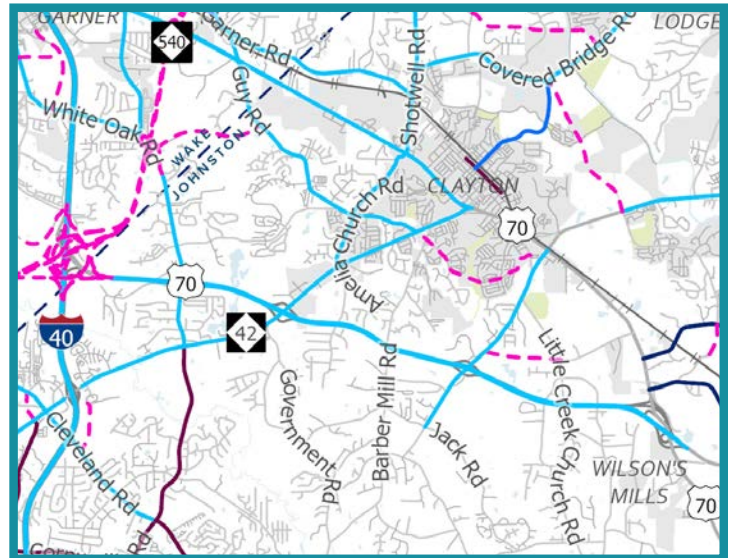 GARNER
LODGE
540
Garner Rd
Shotwell Rd
Covered Bridge Rd
Guy Rd
White Oak Rd
WAKE
JOHNSTON
CLAYTON
Amelia Church Rd
70
70
40
42
Government Rd
Barber Mill Rd
Jack Rd
Little Creek Church Rd
Cleveland Rd
WILSON'S
MILLS
70